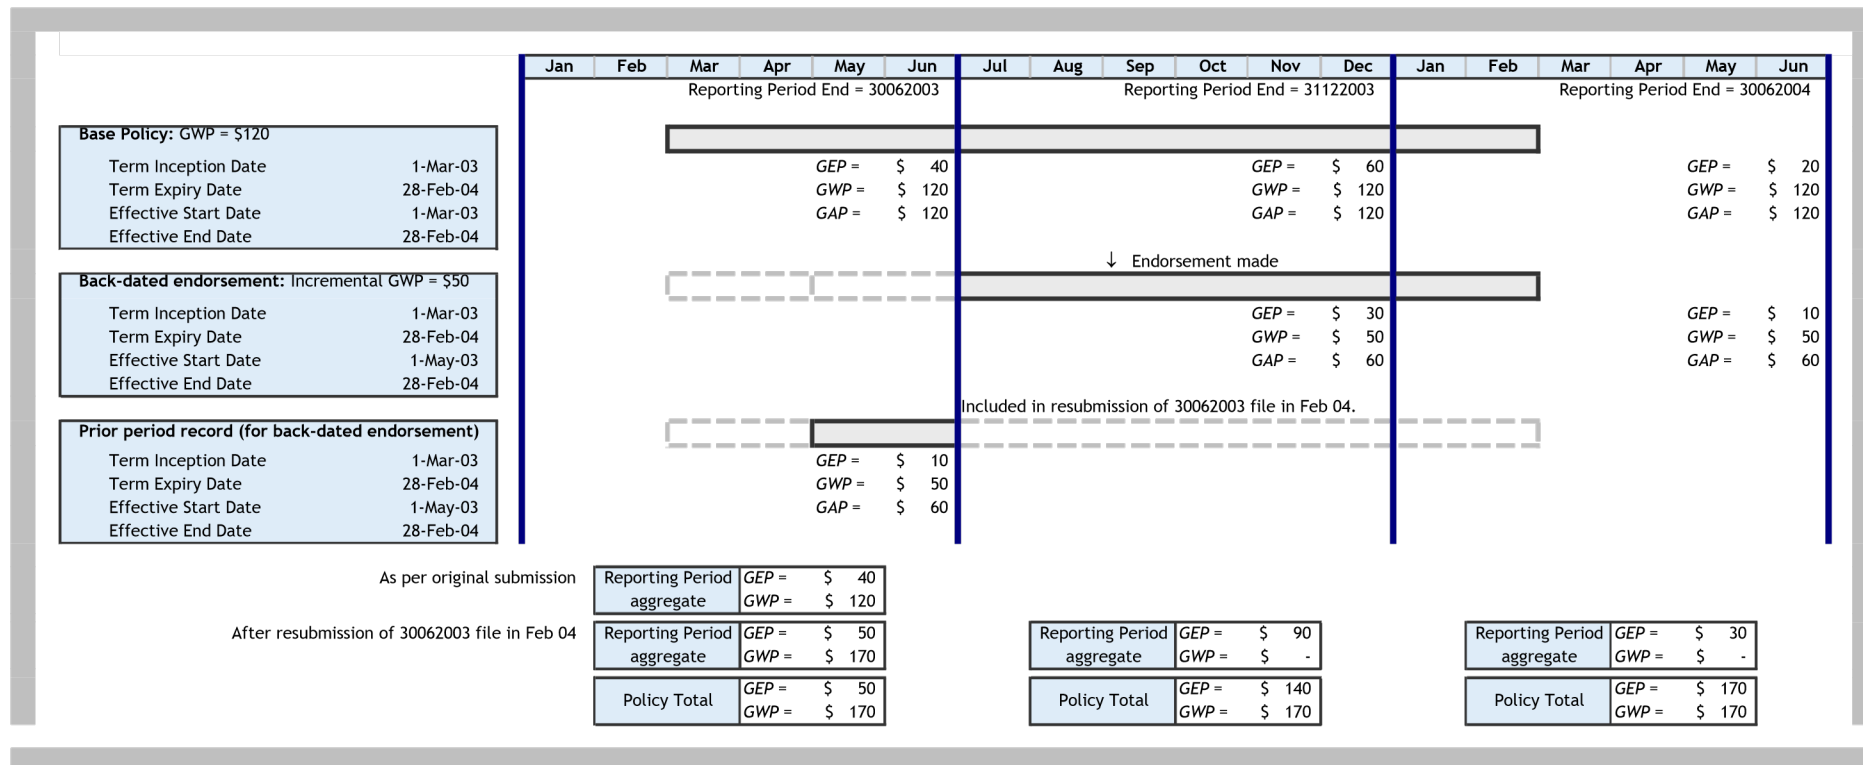 Jan Feb Mar Apr May Jun Jul Aug Sep Oct Nov Dec Jan Feb Mar Apr May Jun
Reporting Period End = 30062003 Reporting Period End = 31122003 Reporting Period End = 30062004
Base Policy: GWP = $120
Term Inception Date 1-Mar-03 GEP = $ 40 GEP = $ 60 GEP = $ 20
Term Expiry Date 28-Feb-04 GWP = $ 120 GWP = $ 120 GWP = $ 120
Effective Start Date 1-Mar-03 GAP = $ 120 GAP = $ 120 GAP = $ 120
Effective End Date 28-Feb-04
↓ Endorsement made
Back-dated endorsement: Incremental GWP = $50
Term Inception Date 1-Mar-03 GEP = $ 30 GEP = $ 10
Term Expiry Date 28-Feb-04 GWP = $ 50 GWP = $ 50
Effective Start Date 1-May-03 GAP = $ 60 GAP = $ 60
Effective End Date 28-Feb-04
Included in resubmission of 30062003 file in Feb 04.
Prior period record (for back-dated endorsement)
Term Inception Date 1-Mar-03 GEP = $ 10
Term Expiry Date 28-Feb-04 GWP = $ 50
Effective Start Date 1-May-03 GAP = $ 60
Effective End Date 28-Feb-04
As per original submission Reporting Period GEP = $ 40
aggregate GWP = $ 120
After resubmission of 30062003 file in Feb 04 Reporting Period GEP = $ 50 Reporting Period GEP = $ 90 Reporting Period GEP = $ 30
aggregate GWP = $ 170 aggregate GWP = $ - aggregate GWP = $ -
Policy Total GEP = $ 50 Policy Total GEP = $ 140 Policy Total GEP = $ 170
GWP = $ 170 GWP = $ 170 GWP = $ 170